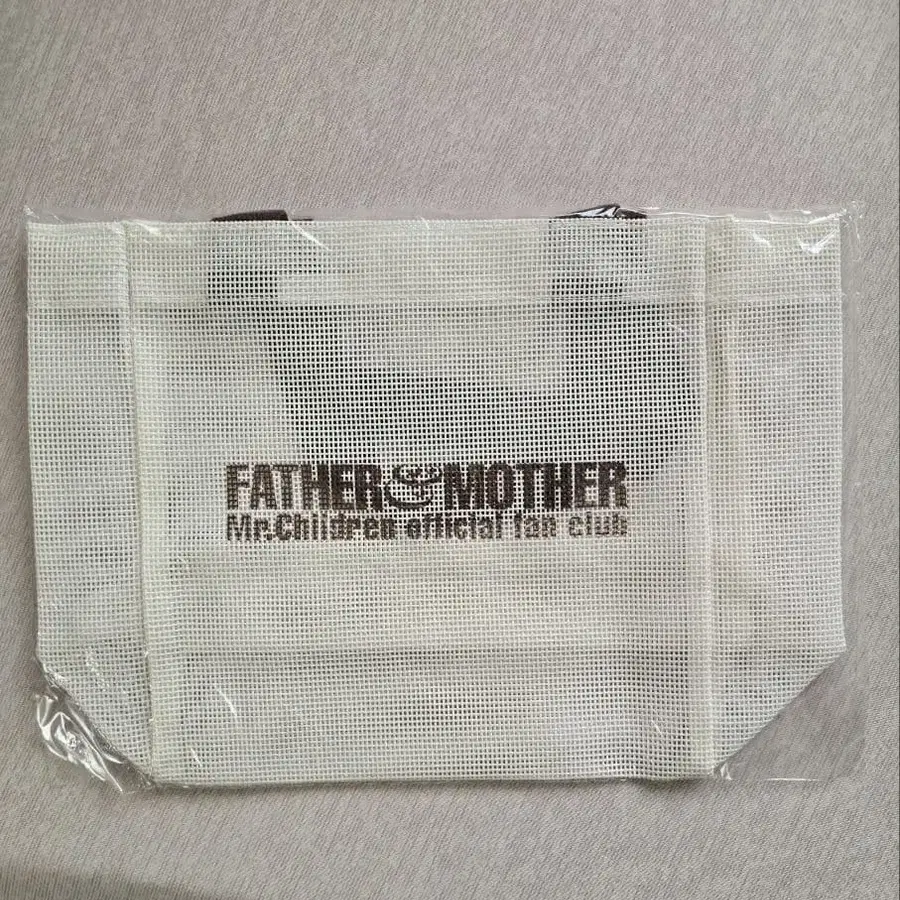 FATHER & MOTHER
Mr.Children official fan club